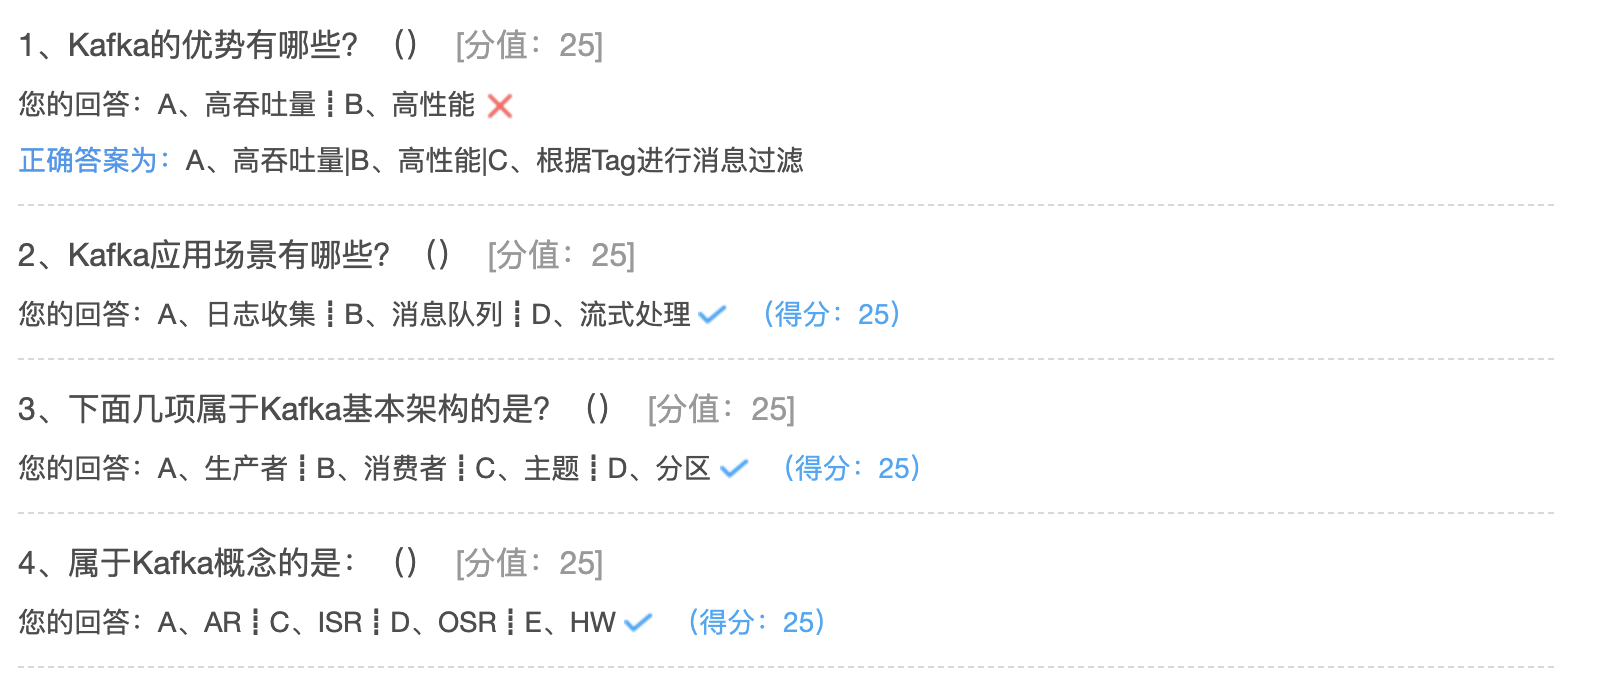 1、Kafka的优势有哪些? () [分值：25]
您的回答：A、高吞吐量┋B、高性能
正确答案为：A、高吞吐量|B、高性能|C、根据Tag进行消息过滤
2、Kafka应用场景有哪些? () [分值：25]
您的回答：A、日志收集┋B、消息队列┋D、流式处理 （得分：25）
3、下面几项属于Kafka基本架构的是? () [分值：25]
您的回答：A、生产者┋B、消费者┋C、主题┋D、分区 （得分：25）
4、属于Kafka概念的是： () [分值：25]
您的回答：A、AR┋C、ISR┋D、OSR┋E、HW （得分：25）